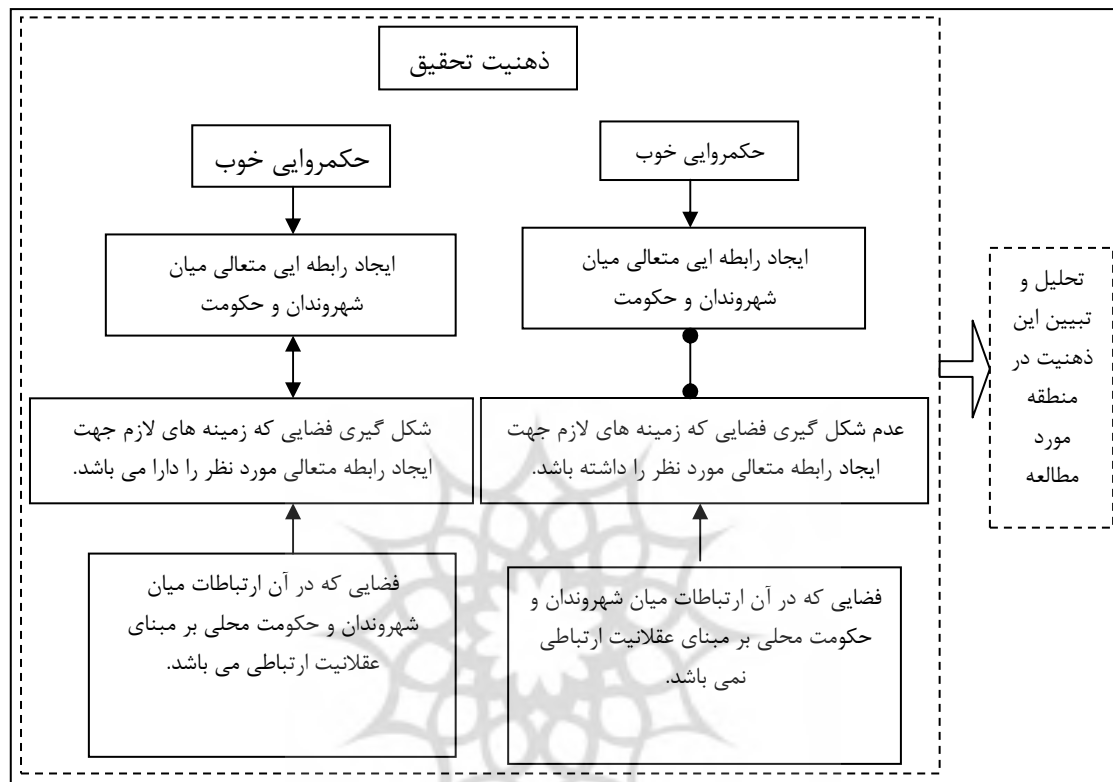 ذهنیت تحقیق
حکمروایی خوب
ایجاد رابطه ایی متعالی میان
شهروندان و حکومت
عدم شکل گیری فضایی که زمینه های لازم جهت
ایجاد رابطه متعالی مورد نظر را داشته باشد.
فضایی که در آن ارتباطات میان شهروندان و
حکومت محلی بر مبنای عقلانیت ارتباطی
نمی باشد.
حکمروایی خوب
ایجاد رابطه ایی متعالی میان
شهروندان و حکومت
شکل گیری فضایی که زمینه های لازم جهت
ایجاد رابطه متعالی مورد نظر را دارا می باشد.
فضایی که در آن ارتباطات میان
شهروندان و حکومت محلی بر مبنای
عقلانیت ارتباطی می باشد.
تحلیل و
تبیین این
ذهنیت در
منطقه
مورد
مطالعه